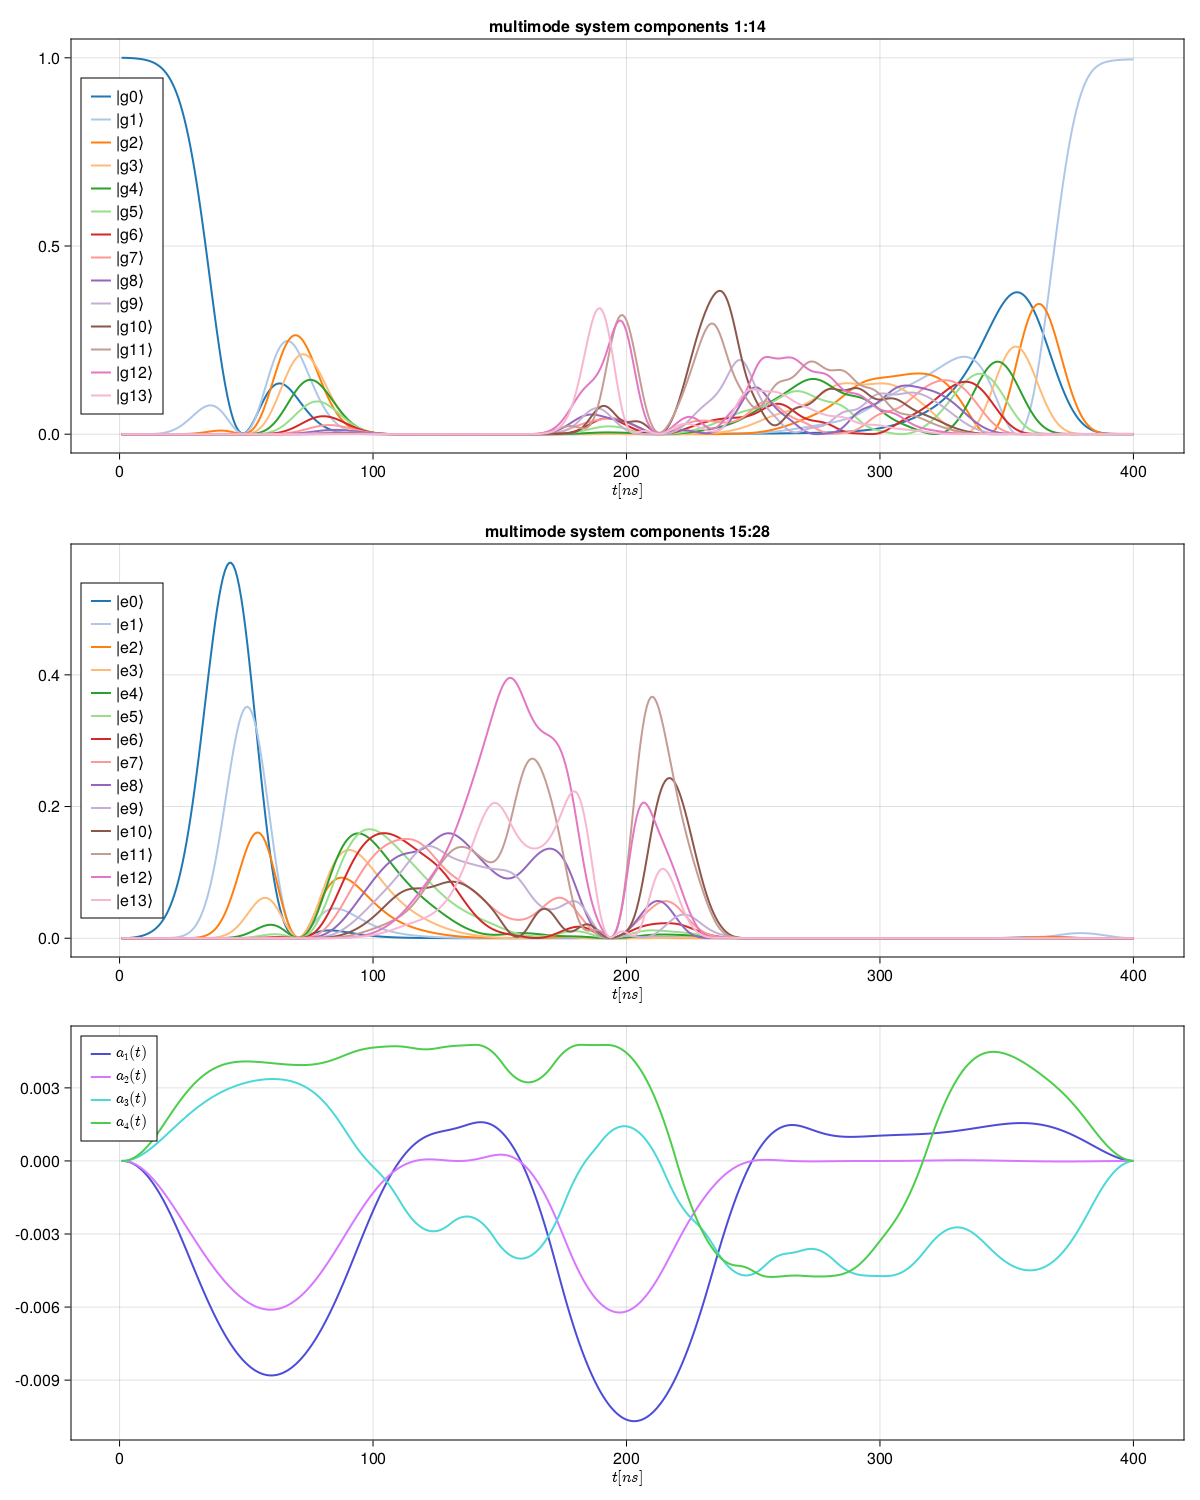 multimode system components 1:14
1.0
0.5
0.0
|g0⟩
|g1⟩
|g2⟩
|g3⟩
|g4⟩
|g5⟩
|g6⟩
|g7⟩
|g8⟩
|g9⟩
|g10⟩
|g11⟩
|g12⟩
|g13⟩
0 100 200 300 400
t[ns]
multimode system components 15:28
0.4
0.2
0.0
|e0⟩
|e1⟩
|e2⟩
|e3⟩
|e4⟩
|e5⟩
|e6⟩
|e7⟩
|e8⟩
|e9⟩
|e10⟩
|e11⟩
|e12⟩
|e13⟩
0 100 200 300 400
t[ns]
0.003
0.000
-0.003
-0.006
-0.009
a₁(t)
a₂(t)
a₃(t)
a₄(t)
0 100 200 300 400
t[ns]